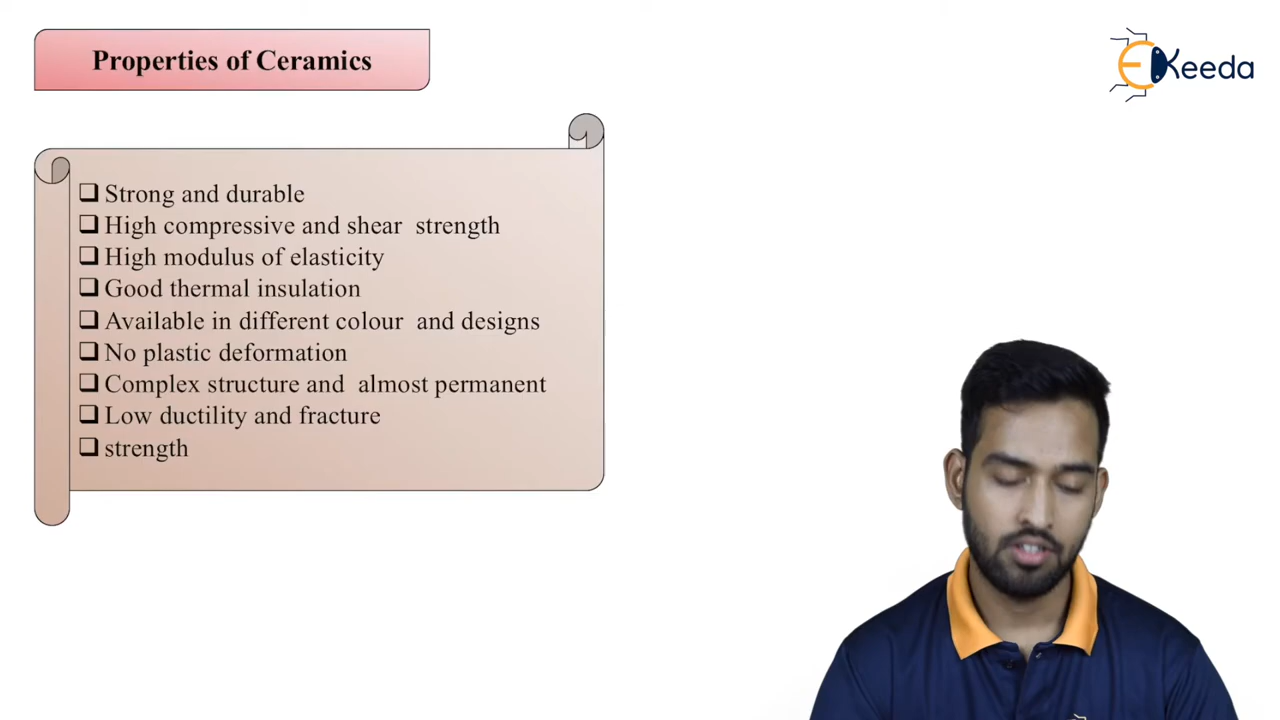 Properties of Ceramics
EKeeda
Strong and durable
High compressive and shear strength
High modulus of elasticity
Good thermal insulation
Available in different colour and designs
No plastic deformation
Complex structure and almost permanent
Low ductility and fracture
strength